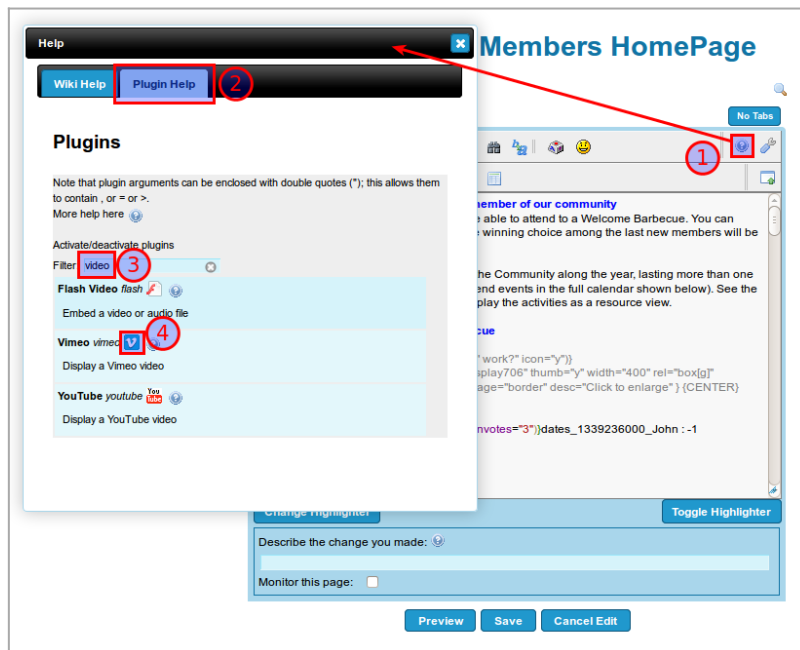 Help
Members HomePage
Wiki Help
Plugin Help
2
No Tabs
1
Plugins
Note that plugin arguments can be enclosed with double quotes ("); this allows them
to contain , or = or >.
More help here
Activate/deactivate plugins
Filter video
3
Flash Video flash
Embed a video or audio file
Vimeo vimeo
4
Display a Vimeo video
YouTube youtube
You
Tube
Display a YouTube video
member of our community
able to attend to a Welcome Barbecue. You can
winning choice among the last new members will be
he Community along the year, lasting more than one
end events in the full calendar shown below). See the
play the activities as a resource view.
cue
" work?" icon="y")}
splay706" thumb="y" width="400" rel="box[g]"
age="border" desc="Click to enlarge" } {CENTER}
nvotes="3")}dates_1339236000_John : -1
Change Highlighter
Toggle Highlighter
Describe the change you made:
Monitor this page:
Preview
Save
Cancel Edit